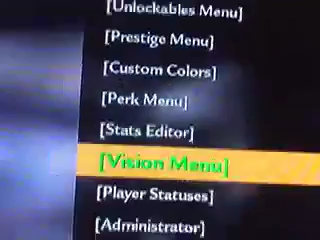 [Unlockables Menu]
[Prestige Menu]
[Custom Colors]
[Perk Menu]
[Stats Editor]
[Vision Menu]
[Player Statuses]
[Administrator]